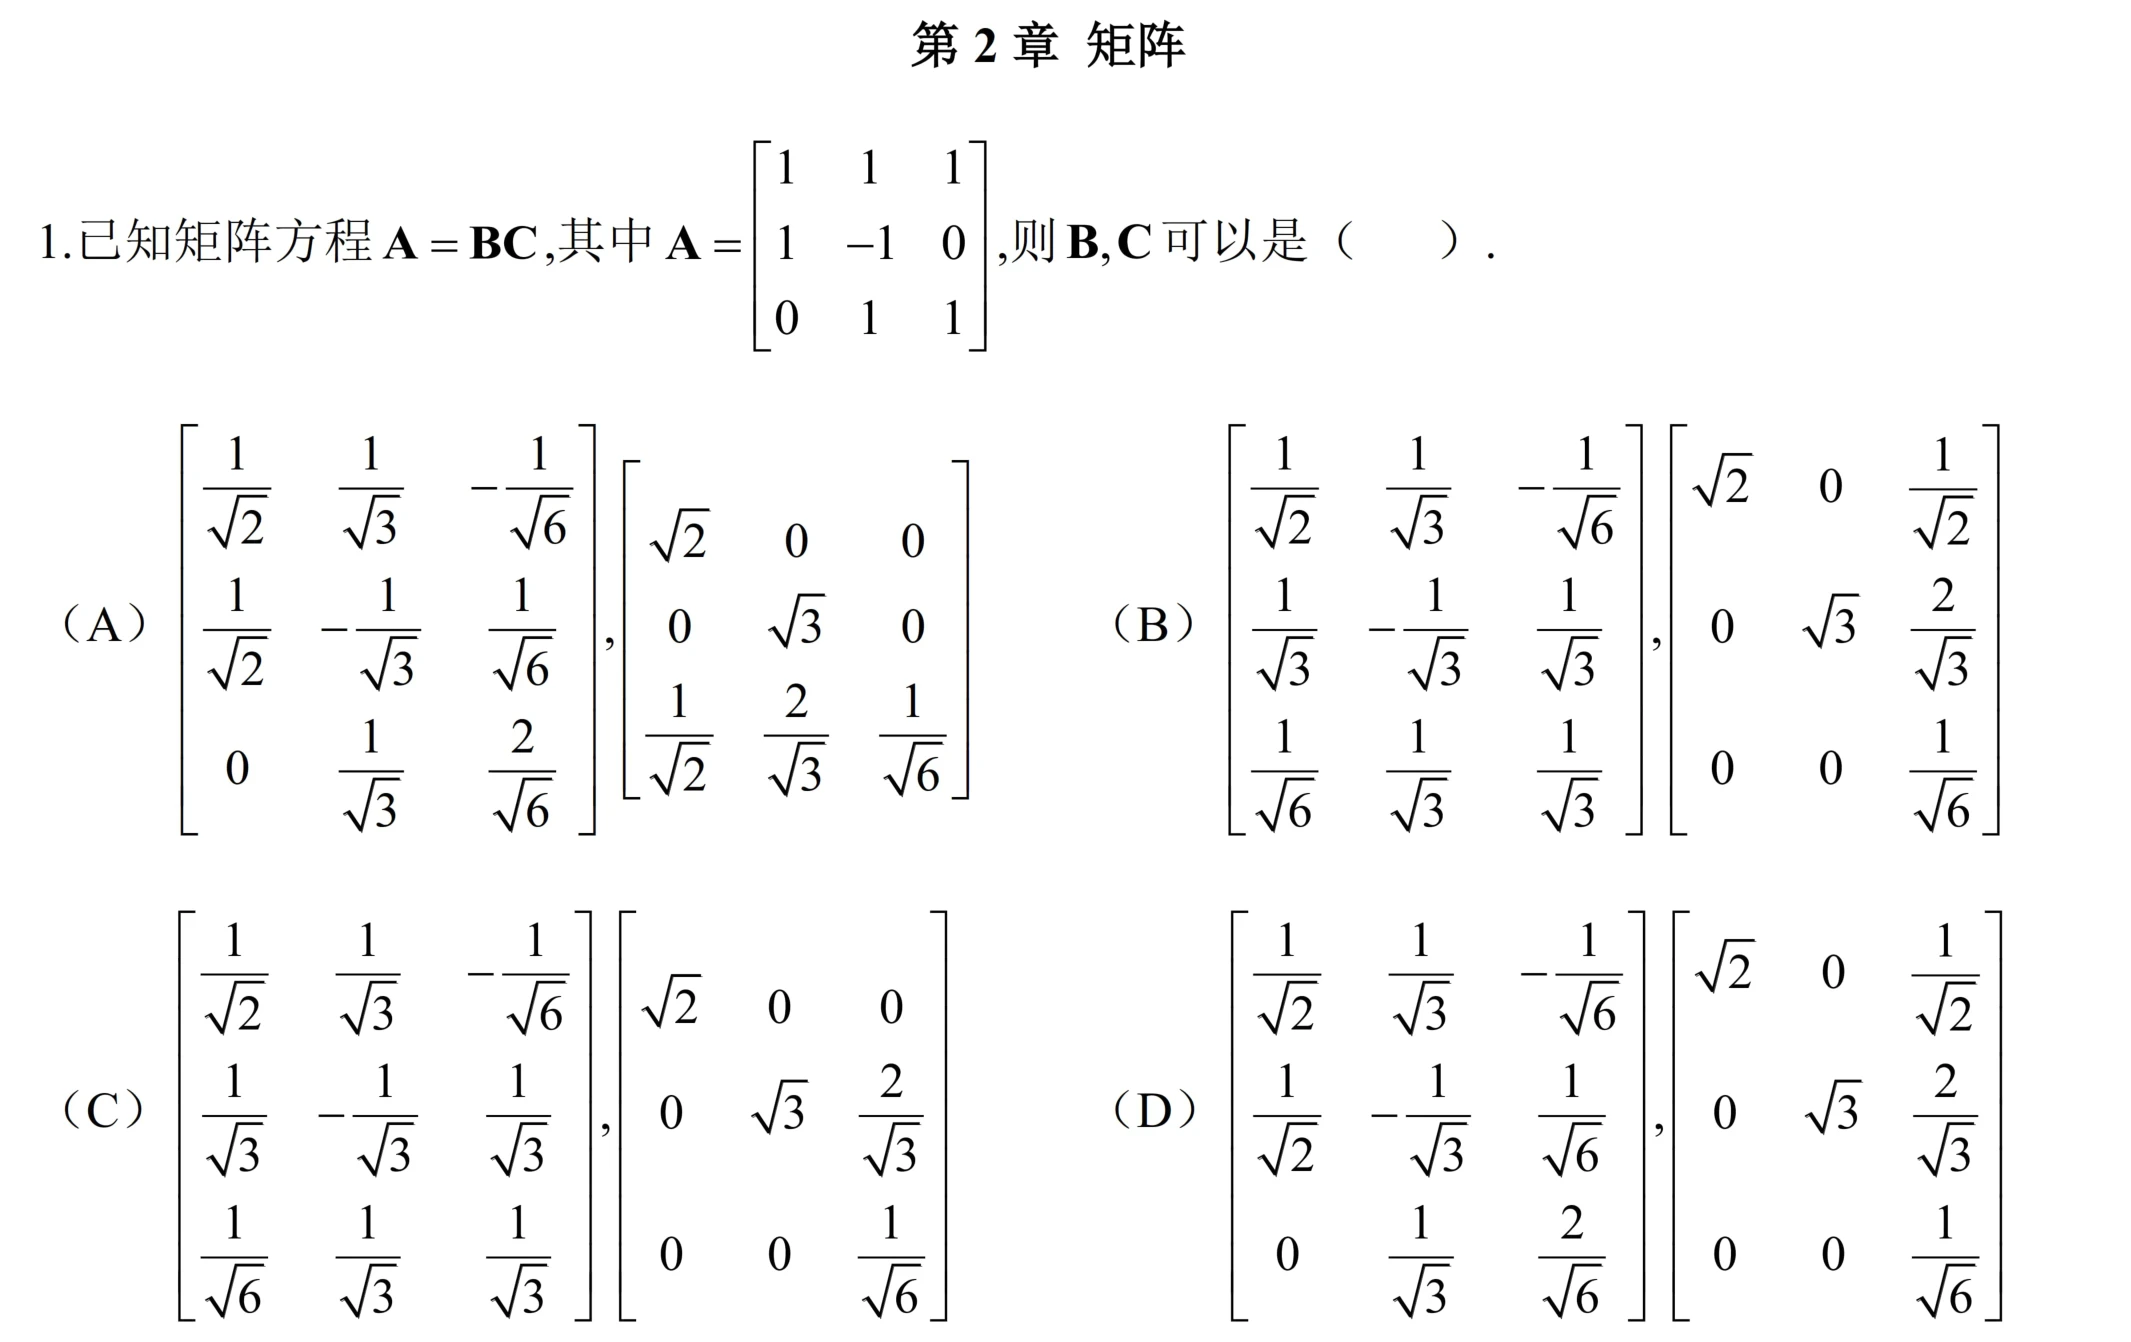 第 2 章 矩阵
1.已知矩阵方程 $\mathbf{A}=\mathbf{BC}$,其中 $\mathbf{A}=\begin{bmatrix}1&1&1\\1&-1&0\\0&1&1\end{bmatrix}$,则 $\mathbf{B},\mathbf{C}$ 可以是（ ）.
（A）$\begin{bmatrix}\frac{1}{\sqrt{2}}&\frac{1}{\sqrt{3}}&-\frac{1}{\sqrt{6}}\\\frac{1}{\sqrt{2}}&-\frac{1}{\sqrt{3}}&\frac{1}{\sqrt{6}}\\0&\frac{1}{\sqrt{3}}&\frac{2}{\sqrt{6}}\end{bmatrix},\begin{bmatrix}\sqrt{2}&0&0\\0&\sqrt{3}&0\\\frac{1}{\sqrt{2}}&\frac{2}{\sqrt{3}}&\frac{1}{\sqrt{6}}\end{bmatrix}$ （B）$\begin{bmatrix}\frac{1}{\sqrt{2}}&\frac{1}{\sqrt{3}}&-\frac{1}{\sqrt{6}}\\\frac{1}{\sqrt{3}}&-\frac{1}{\sqrt{3}}&\frac{1}{\sqrt{3}}\\\frac{1}{\sqrt{6}}&\frac{1}{\sqrt{3}}&\frac{1}{\sqrt{3}}\end{bmatrix},\begin{bmatrix}\sqrt{2}&0&\frac{1}{\sqrt{2}}\\0&\sqrt{3}&\frac{2}{\sqrt{3}}\\0&0&\frac{1}{\sqrt{6}}\end{bmatrix}$
（C）$\begin{bmatrix}\frac{1}{\sqrt{2}}&\frac{1}{\sqrt{3}}&-\frac{1}{\sqrt{6}}\\\frac{1}{\sqrt{3}}&-\frac{1}{\sqrt{3}}&\frac{1}{\sqrt{3}}\\\frac{1}{\sqrt{6}}&\frac{1}{\sqrt{3}}&\frac{1}{\sqrt{3}}\end{bmatrix},\begin{bmatrix}\sqrt{2}&0&0\\0&\sqrt{3}&\frac{2}{\sqrt{3}}\\0&0&\frac{1}{\sqrt{6}}\end{bmatrix}$ （D）$\begin{bmatrix}\frac{1}{\sqrt{2}}&\frac{1}{\sqrt{3}}&-\frac{1}{\sqrt{6}}\\\frac{1}{\sqrt{2}}&-\frac{1}{\sqrt{3}}&\frac{1}{\sqrt{6}}\\0&\frac{1}{\sqrt{3}}&\frac{2}{\sqrt{6}}\end{bmatrix},\begin{bmatrix}\sqrt{2}&0&\frac{1}{\sqrt{2}}\\0&\sqrt{3}&\frac{2}{\sqrt{3}}\\0&0&\frac{1}{\sqrt{6}}\end{bmatrix}$